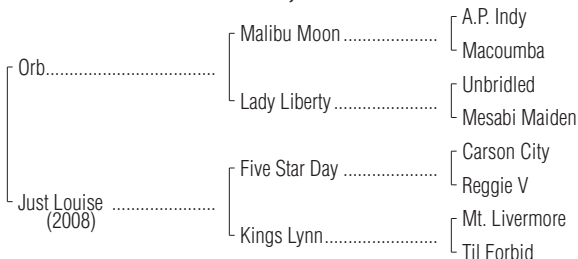 A.P. Indy
Malibu Moon ..................
Macoumba
Orb.................................
Unbridled
Lady Liberty ....................
Mesabi Maiden
Carson City
Five Star Day ..................
Reggie V
Just Louise ....................
(2008)
Mt. Livermore
Kings Lynn......................
Til Forbid